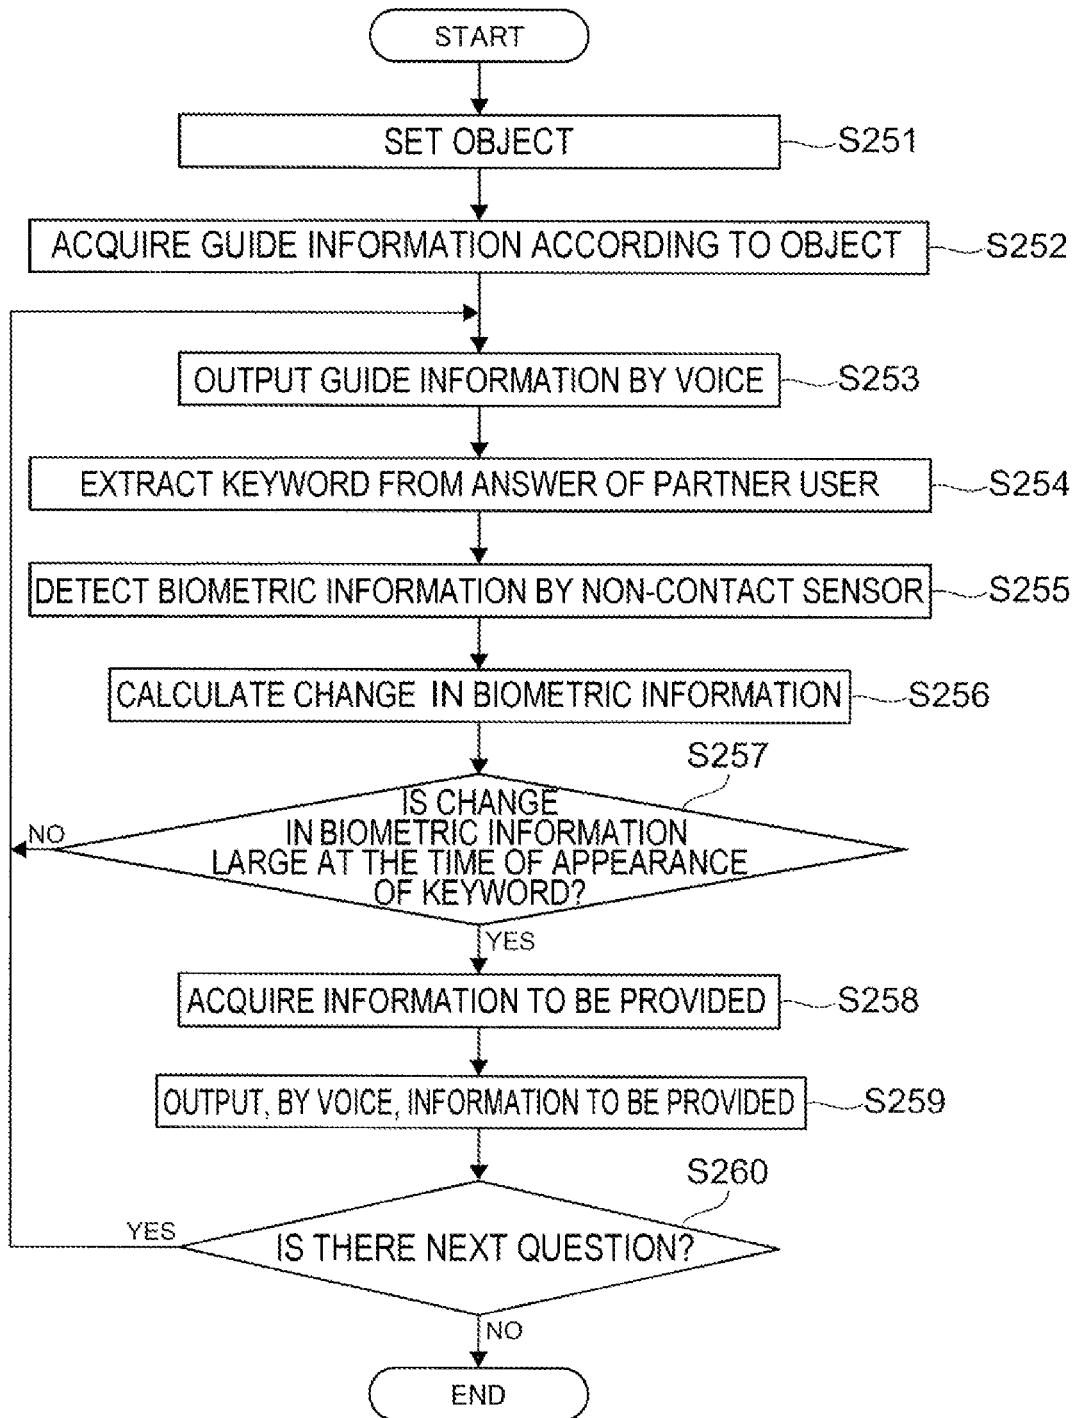 START
SET OBJECT
S251
ACQUIRE GUIDE INFORMATION ACCORDING TO OBJECT
S252
OUTPUT GUIDE INFORMATION BY VOICE
S253
EXTRACT KEYWORD FROM ANSWER OF PARTNER USER
S254
DETECT BIOMETRIC INFORMATION BY NON-CONTACT SENSOR
S255
CALCULATE CHANGE IN BIOMETRIC INFORMATION
S256
S257
IS CHANGE
IN BIOMETRIC INFORMATION
LARGE AT THE TIME OF APPEARANCE
OF KEYWORD?
NO
YES
ACQUIRE INFORMATION TO BE PROVIDED
S258
OUTPUT, BY VOICE, INFORMATION TO BE PROVIDED
S259
S260
YES
IS THERE NEXT QUESTION?
NO
END